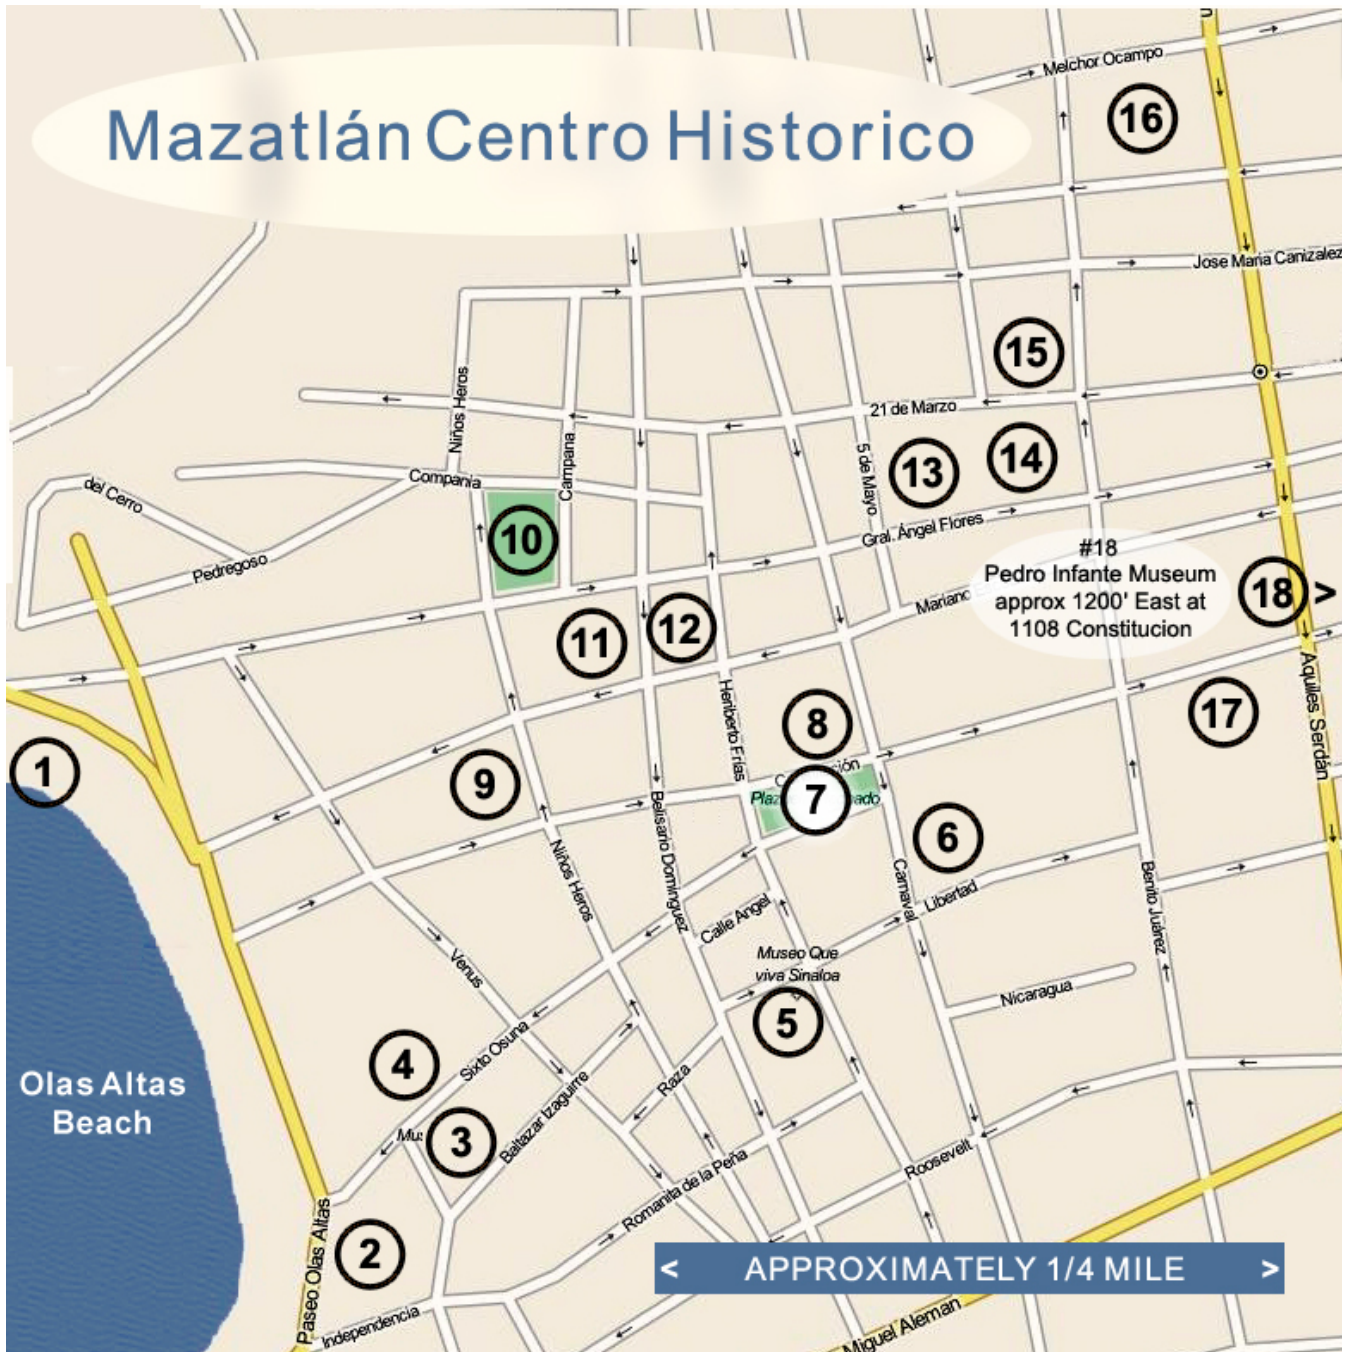 Mazatlán Centro Historico
Melchor Ocampo
16
Jose Maria Canizalez
15
21 de Marzo
Niños Heros
Campana
5 de Mayo
13
14
Compania
del Cerro
10
Gral. Ángel Flores
Pedregoso
#18
Pedro Infante Museum
approx 1200' East at
1108 Constitucion
18 >
Mariano
11
12
Heriberto Frías
Aquiles Serdán
17
8
1
9
7
6
Belisario Dominguez
Niños Heros
Carnaval
Libertad
Benito Juárez
Calle Angel
Venus
Museo Que
viva Sinaloa
Nicaragua
5
4
Sixto Osuna
Raza
Olas Altas
Beach
3
Baltazar Izaguirre
Romanita de la Peña
Roosevelt
2
Paseo Olas Altas
Independencia
< APPROXIMATELY 1/4 MILE >
Miguel Aleman